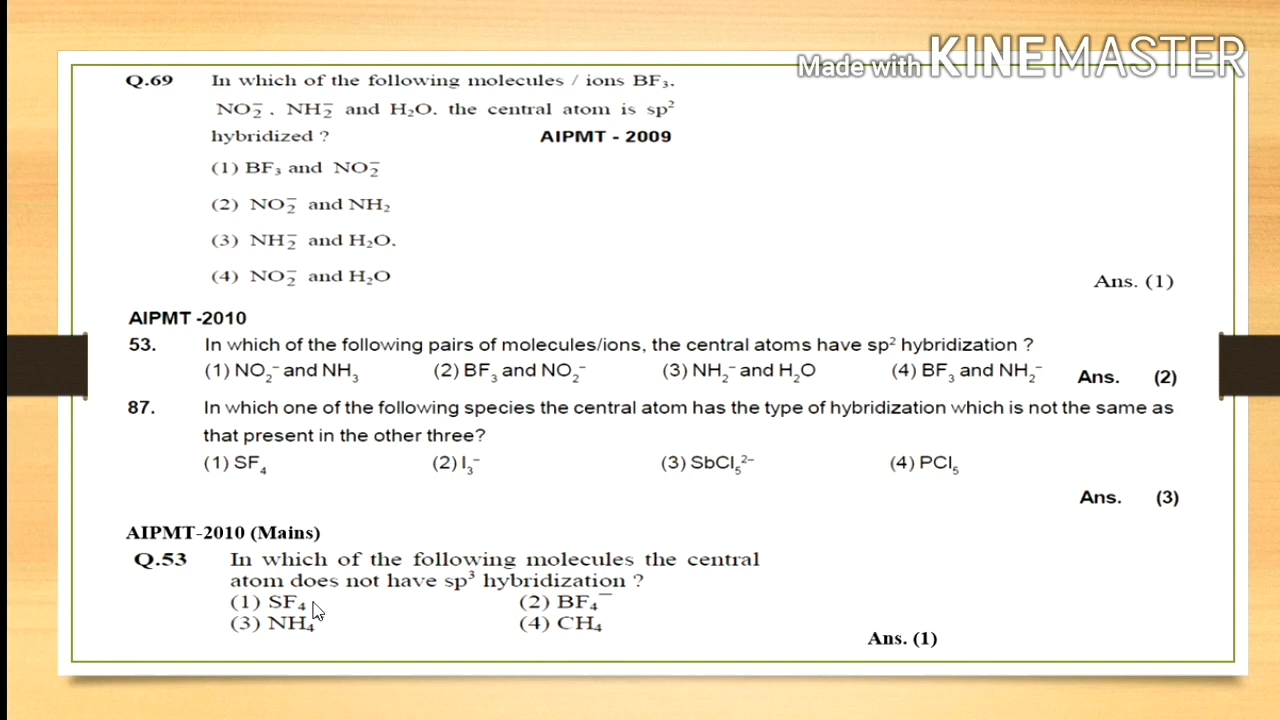 Made with KINEMASTER
Q.69 In which of the following molecules / ions BF₃,
NO₂⁻, NH₂⁻ and H₂O, the central atom is sp²
hybridized ? AIPMT - 2009
(1) BF₃ and NO₂⁻
(2) NO₂⁻ and NH₂
(3) NH₂⁻ and H₂O.
(4) NO₂⁻ and H₂O
Ans. (1)
AIPMT -2010
53. In which of the following pairs of molecules/ions, the central atoms have sp² hybridization ?
(1) NO₂⁻ and NH₃ (2) BF₃ and NO₂⁻ (3) NH₂⁻ and H₂O (4) BF₃ and NH₂⁻ Ans. (2)
87. In which one of the following species the central atom has the type of hybridization which is not the same as
that present in the other three?
(1) SF₄ (2) I₃⁻ (3) SbCl₅²⁻ (4) PCl₅
Ans. (3)
AIPMT-2010 (Mains)
Q.53 In which of the following molecules the central
atom does not have sp³ hybridization ?
(1) SF₄ (2) BF₄⁻
(3) NH₄ (4) CH₄
Ans. (1)